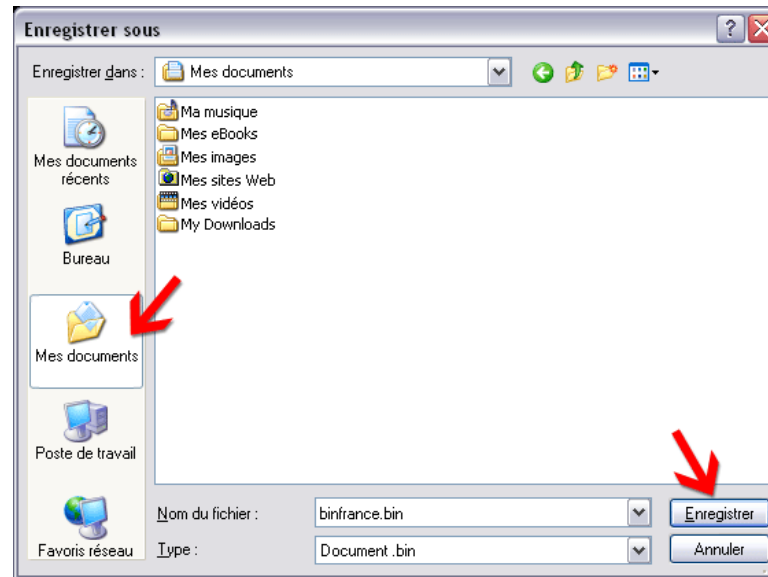 Enregistrer sous
Enregistrer dans :
Mes documents
Ma musique
Mes eBooks
Mes images
Mes sites Web
Mes vidéos
My Downloads
Mes documents
récents
Bureau
Mes documents
Poste de travail
Favoris réseau
Nom du fichier :
binfrance.bin
Enregistrer
Type :
Document .bin
Annuler